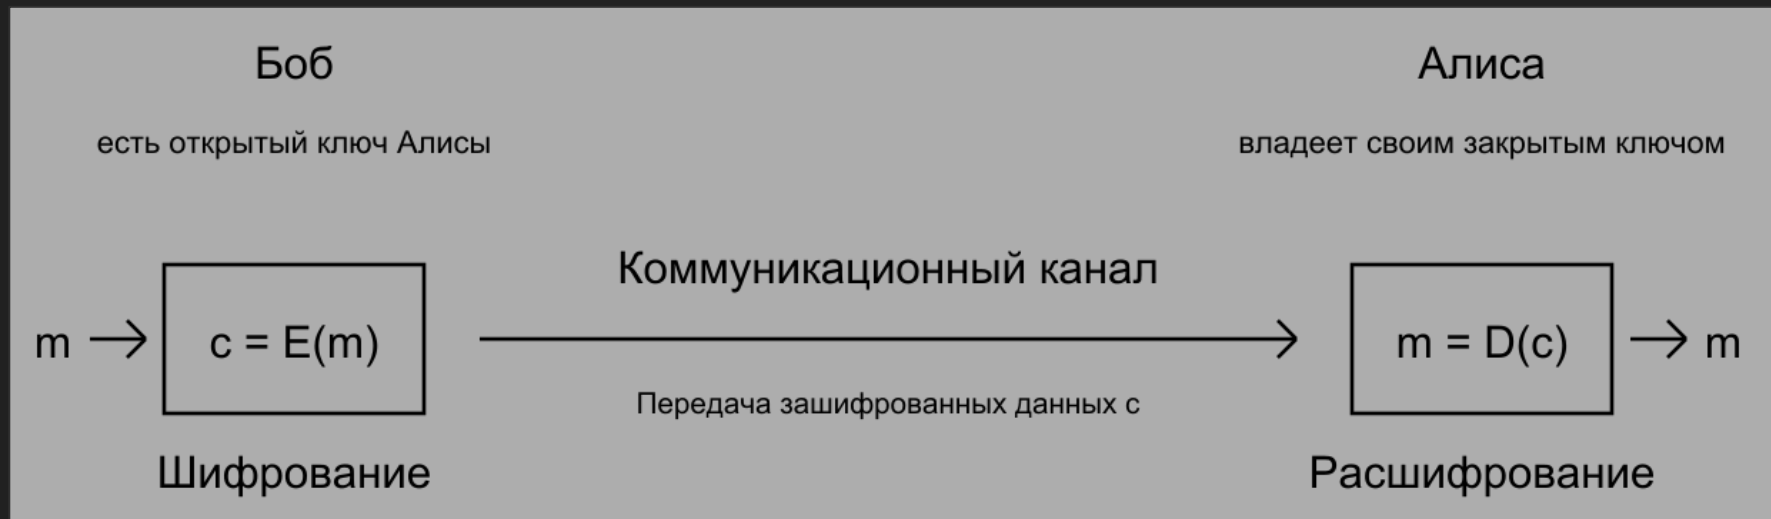 Боб
Алиса
есть открытый ключ Алисы
владеет своим закрытым ключом
Коммуникационный канал
m
c = E(m)
m = D(c)
m
Передача зашифрованных данных c
Шифрование
Расшифрование